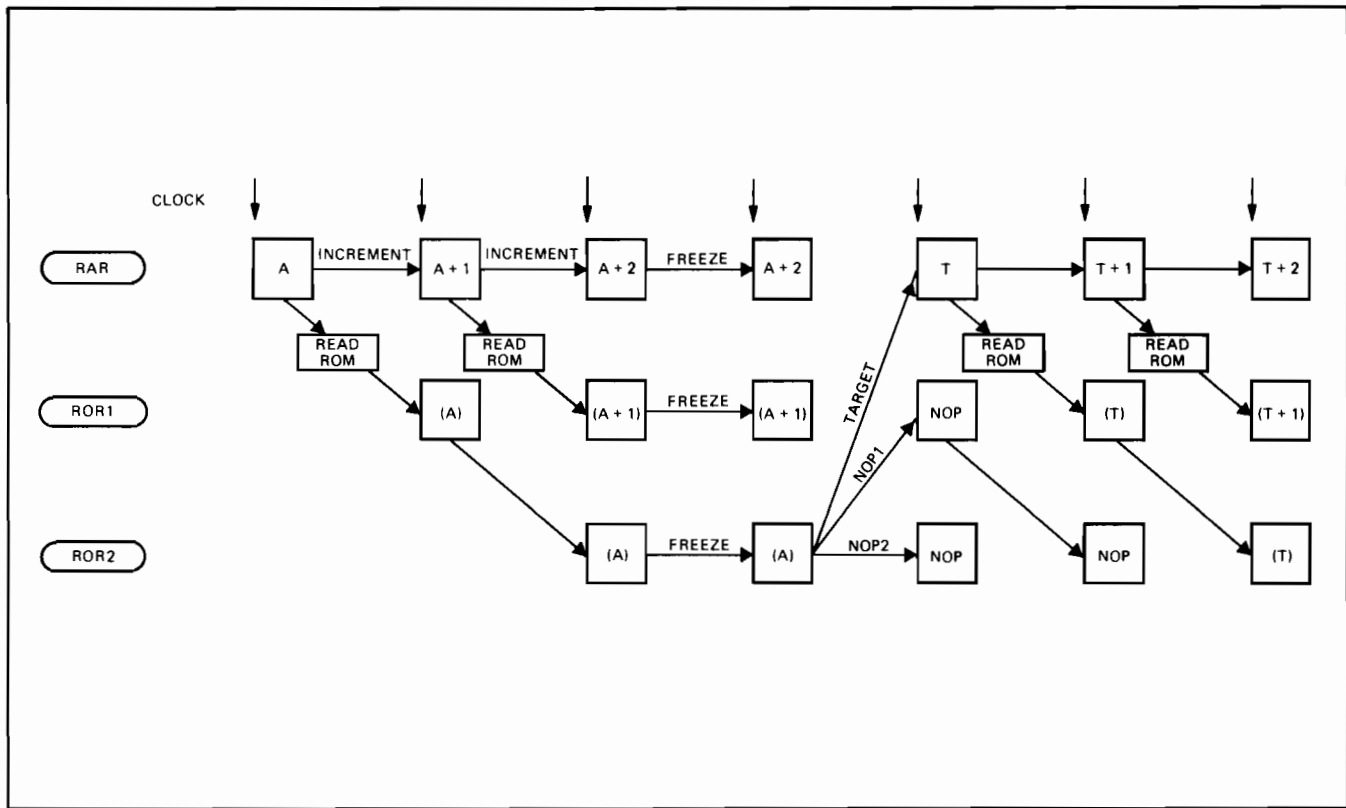 CLOCK
RAR
A
INCREMENT
A + 1
INCREMENT
A + 2
FREEZE
A + 2
T
T + 1
T + 2
READ
ROM
READ
ROM
READ
ROM
READ
ROM
TARGET
ROR1
(A)
(A + 1)
FREEZE
(A + 1)
NOP1
NOP
(T)
(T + 1)
ROR2
(A)
FREEZE
(A)
NOP2
NOP
NOP
(T)